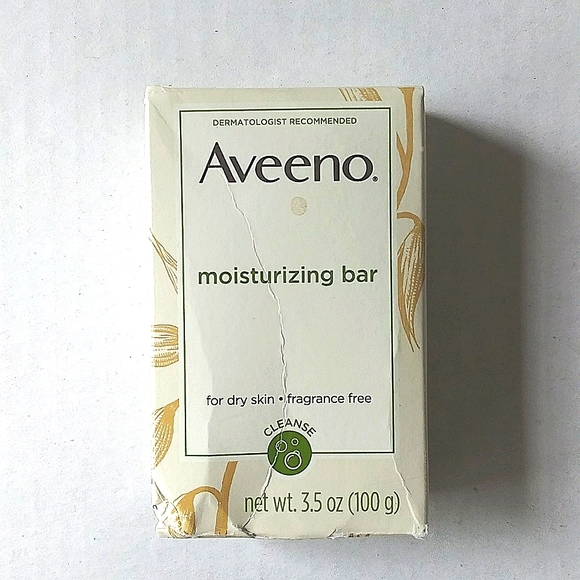 DERMATOLOGIST RECOMMENDED
Aveeno.
moisturizing bar
for dry skin • fragrance free
CLEANSE
net wt. 3.5 oz (100 g)